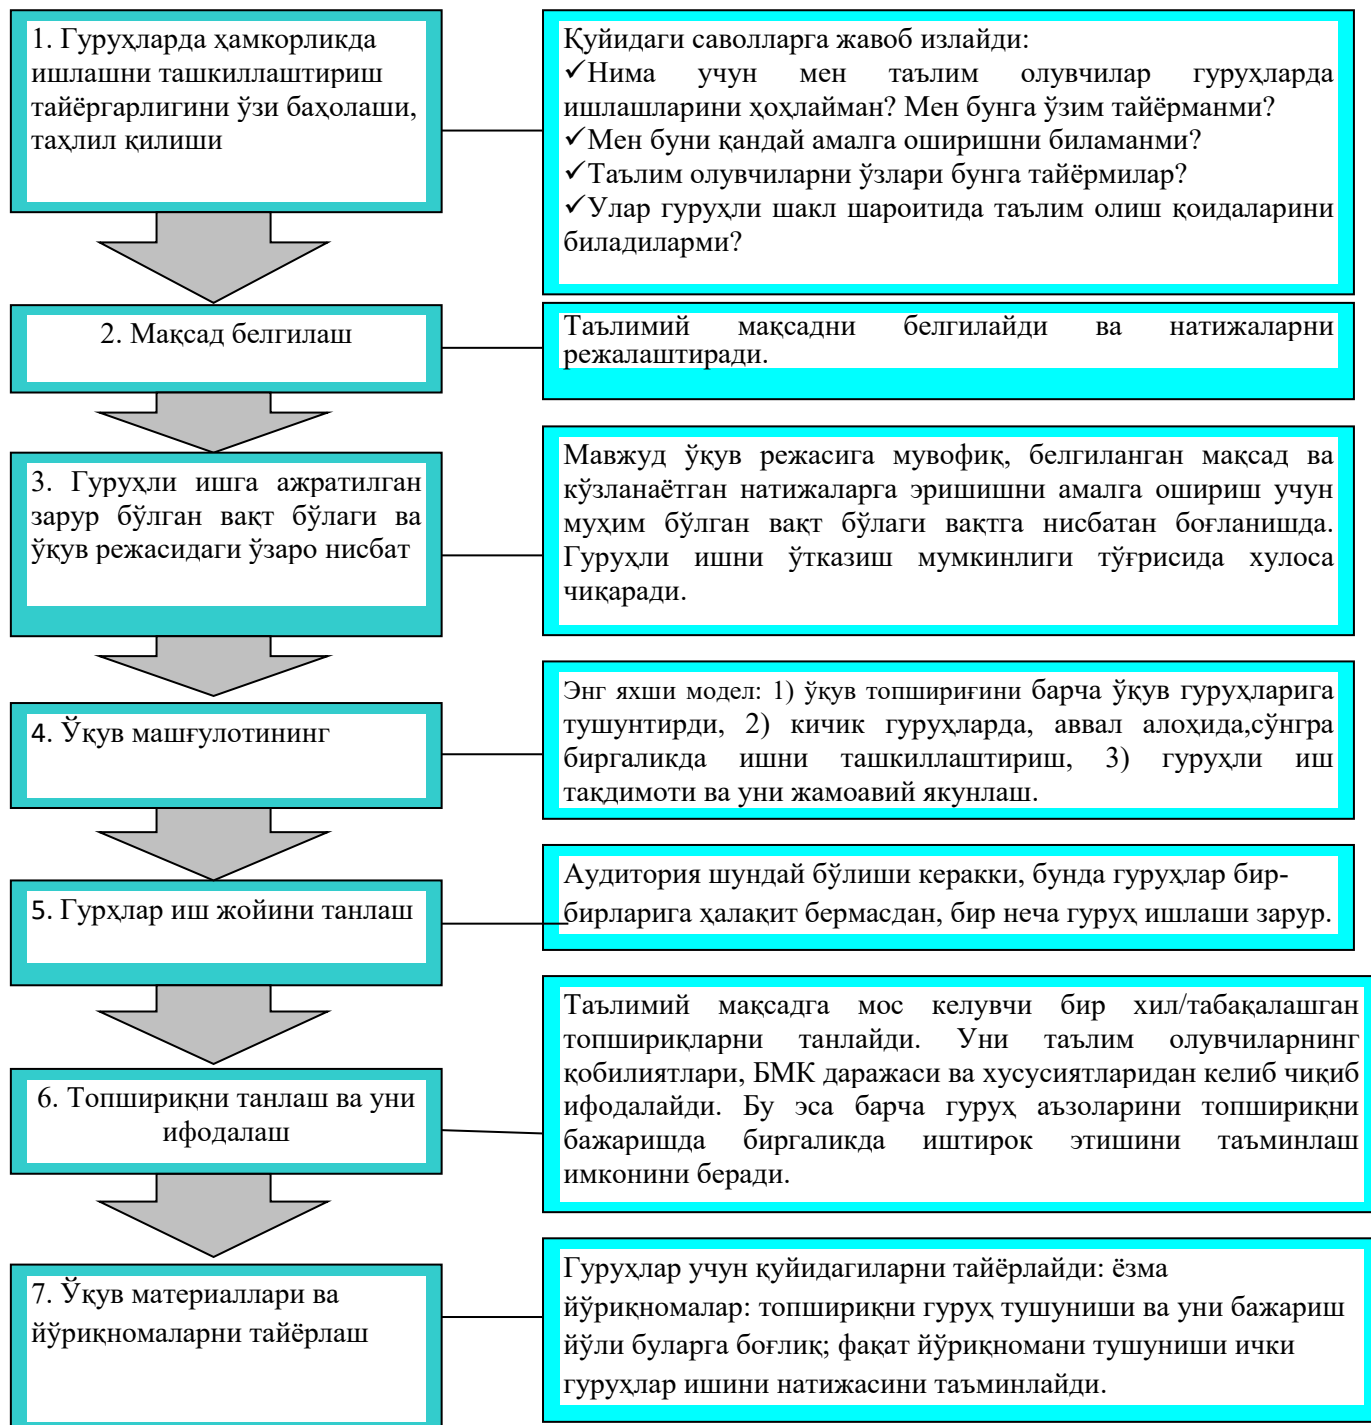 1. Гуруҳларда ҳамкорликда
ишлашни ташкиллаштириш
тайёргарлигини ўзи баҳолаши,
таҳлил қилиши
Қуйидаги саволларга жавоб излайди:
✓Нима учун мен таълим олувчилар гуруҳларда
ишлашларини ҳоҳлайман? Мен бунга ўзим тайёрманми?
✓Мен буни қандай амалга оширишни биламанми?
✓Таълим олувчиларни ўзлари бунга тайёрмилар?
✓Улар гуруҳли шакл шароитида таълим олиш қоидаларини
биладиларми?
2. Мақсад белгилаш
Таълимий мақсадни белгилайди ва натижаларни
режалаштиради.
3. Гуруҳли ишга ажратилган
зарур бўлган вақт бўлаги ва
ўқув режасидаги ўзаро нисбат
Мавжуд ўқув режасига мувофиқ, белгиланган мақсад ва
кўзланаётган натижаларга эришишни амалга ошириш учун
муҳим бўлган вақт бўлаги вақтга нисбатан боғланишда.
Гуруҳли ишни ўтказиш мумкинлиги тўғрисида хулоса
чиқаради.
4. Ўқув машғулотининг
Энг яхши модел: 1) ўқув топшириғини барча ўқув гуруҳларига
тушунтирди, 2) кичик гуруҳларда, аввал алоҳида,сўнгра
биргаликда ишни ташкиллаштириш, 3) гуруҳли иш
тақдимоти ва уни жамоавий якунлаш.
5. Гурҳлар иш жойини танлаш
Аудитория шундай бўлиши керакки, бунда гуруҳлар бир-
бирларига ҳалақит бермасдан, бир неча гуруҳ ишлаши зарур.
6. Топшириқни танлаш ва уни
ифодалаш
Таълимий мақсадга мос келувчи бир хил/табақалашган
топшириқларни танлайди. Уни таълим олувчиларнинг
қобилиятлари, БМК даражаси ва хусусиятларидан келиб чиқиб
ифодалайди. Бу эса барча гуруҳ аъзоларини топшириқни
бажаришда биргаликда иштирок этишини таъминлаш
имконини беради.
7. Ўқув материаллари ва
йўриқномаларни тайёрлаш
Гуруҳлар учун қуйидагиларни тайёрлайди: ёзма
йўриқномалар: топшириқни гуруҳ тушуниши ва уни бажариш
йўли буларга боғлиқ; фақат йўриқномани тушуниши ички
гуруҳлар ишини натижасини таъминлайди.